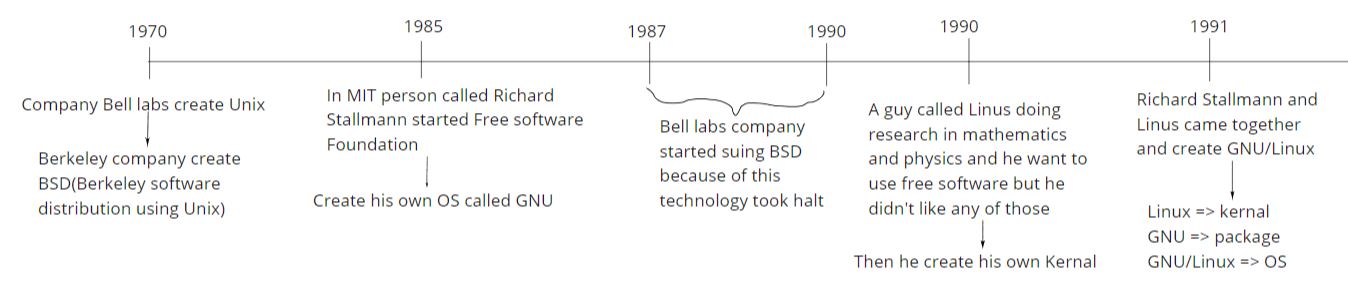 1970
Company Bell labs create Unix
Berkeley company create
BSD(Berkeley software
distribution using Unix)
1985
In MIT person called Richard
Stallmann started Free software
Foundation
Create his own OS called GNU
1987
1990
Bell labs company
started suing BSD
because of this
technology took halt
1990
A guy called Linus doing
research in mathematics
and physics and he want to
use free software but he
didn't like any of those
Then he create his own Kernal
1991
Richard Stallmann and
Linus came together
and create GNU/Linux
Linux => kernal
GNU => package
GNU/Linux => OS